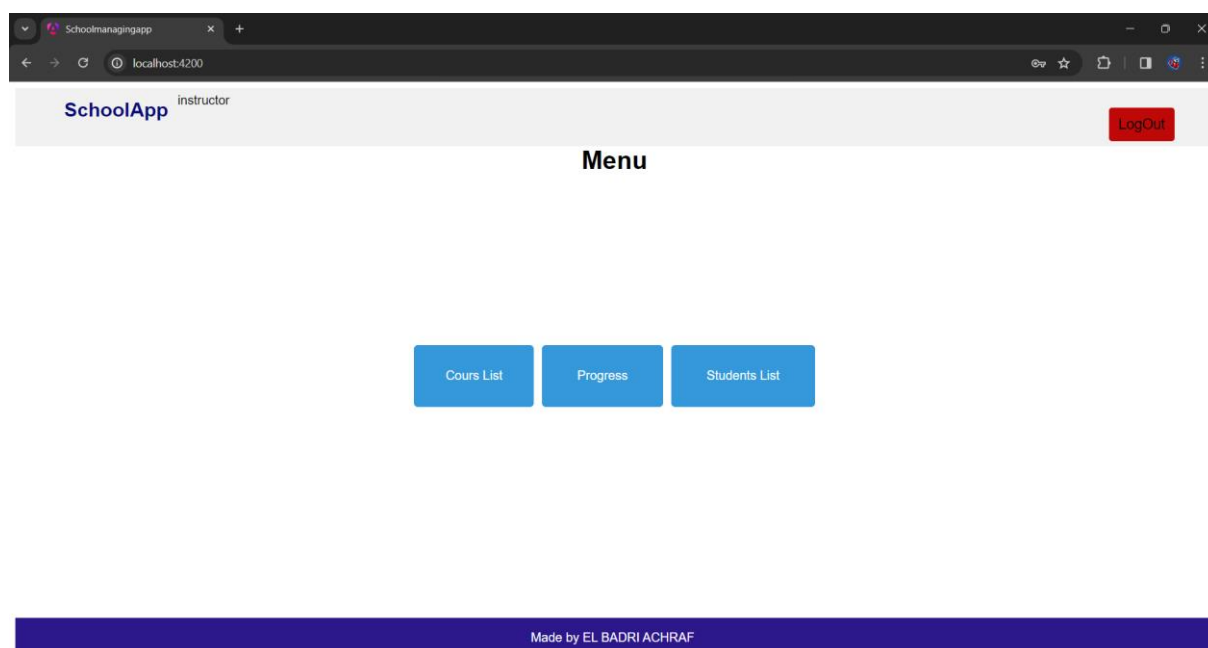 Schoolmanagingapp
localhost:4200
SchoolApp instructor
LogOut
Menu
Cours List Progress Students List
Made by EL BADRI ACHRAF